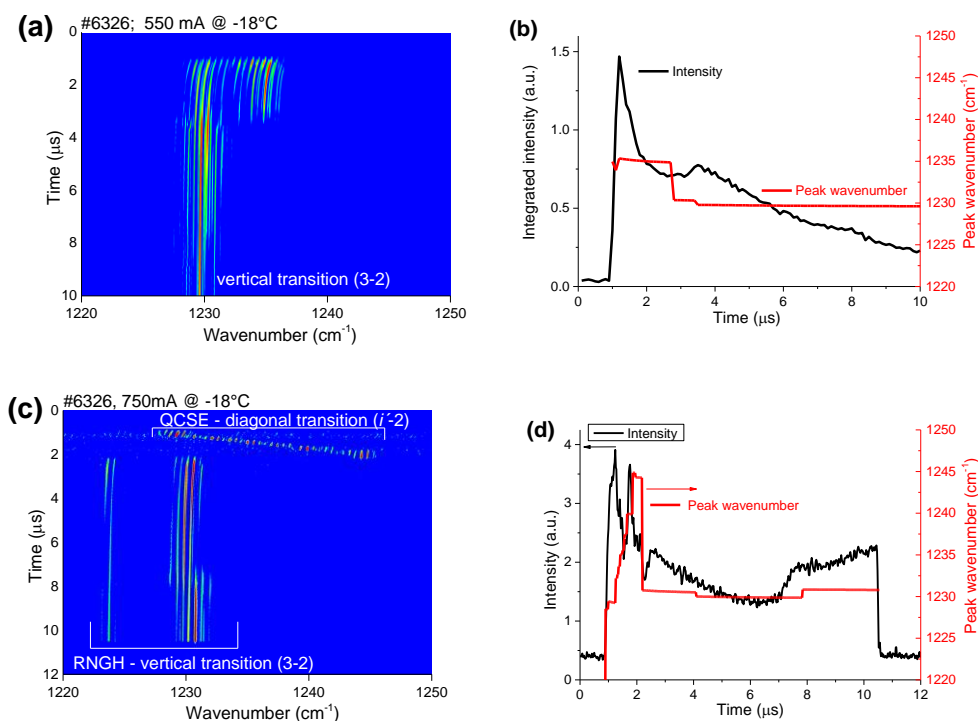 (a)
#6326;  550 mA @ -18°C
0
2
4
6
8
10
Time (μs)
vertical transition (3-2)
1220
1230
1240
1250
Wavenumber (cm⁻¹)
(b)
1.5
1.0
0.5
0.0
Integrated intensity (a.u.)
Intensity
Peak wavenumber
0
2
4
6
8
10
Time (μs)
1250
1245
1240
1235
1230
1225
1220
Peak wavenumber (cm⁻¹)
(c)
#6326, 750mA @ -18°C
0
2
4
6
8
10
12
Time (μs)
QCSE - diagonal transition (i´-2)
RNGH - vertical transition (3-2)
1220
1230
1240
1250
Wavenumber (cm⁻¹)
(d)
4
3
2
1
0
Intensity (a.u.)
Intensity
Peak wavenumber
0
2
4
6
8
10
12
Time (μs)
1250
1245
1240
1235
1230
1225
1220
Peak wavenumber (cm⁻¹)